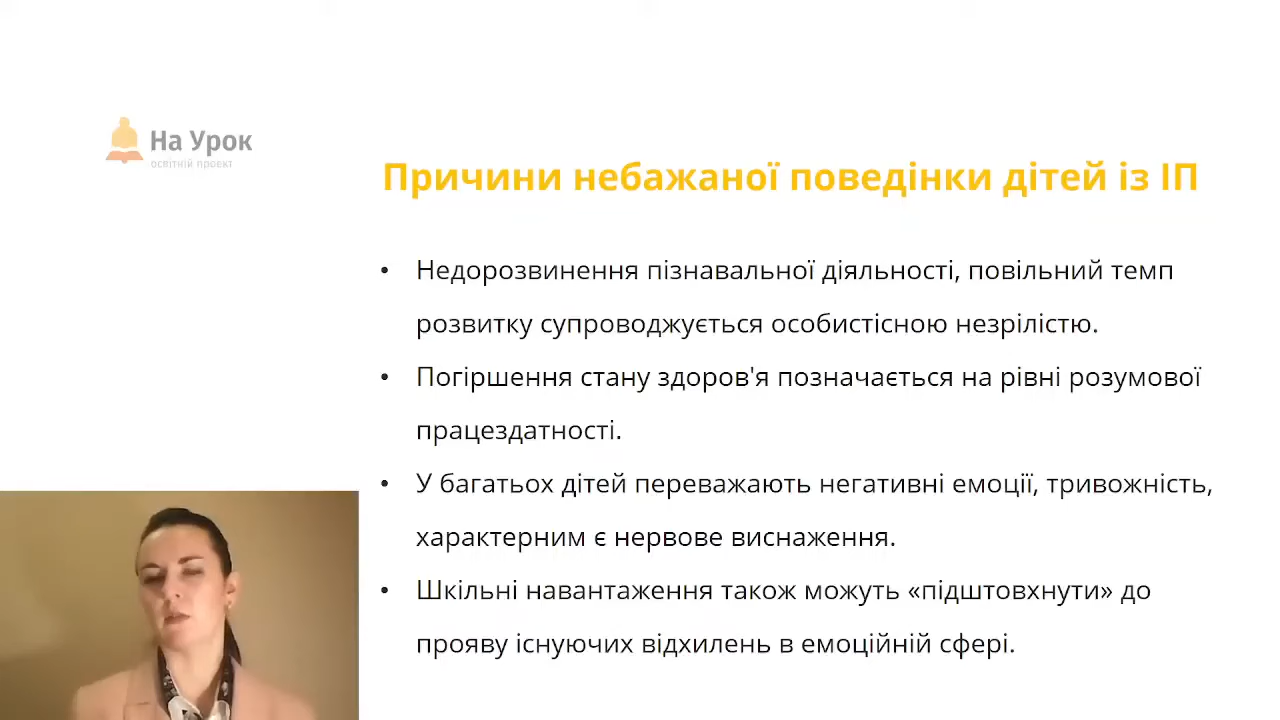 На Урок
освітній проект
Причини небажаної поведінки дітей із ІП
• Недорозвинення пізнавальної діяльності, повільний темп
розвитку супроводжується особистісною незрілістю.
• Погіршення стану здоров'я позначається на рівні розумової
працездатності.
• У багатьох дітей переважають негативні емоції, тривожність,
характерним є нервове виснаження.
• Шкільні навантаження також можуть «підштовхнути» до
прояву існуючих відхилень в емоційній сфері.